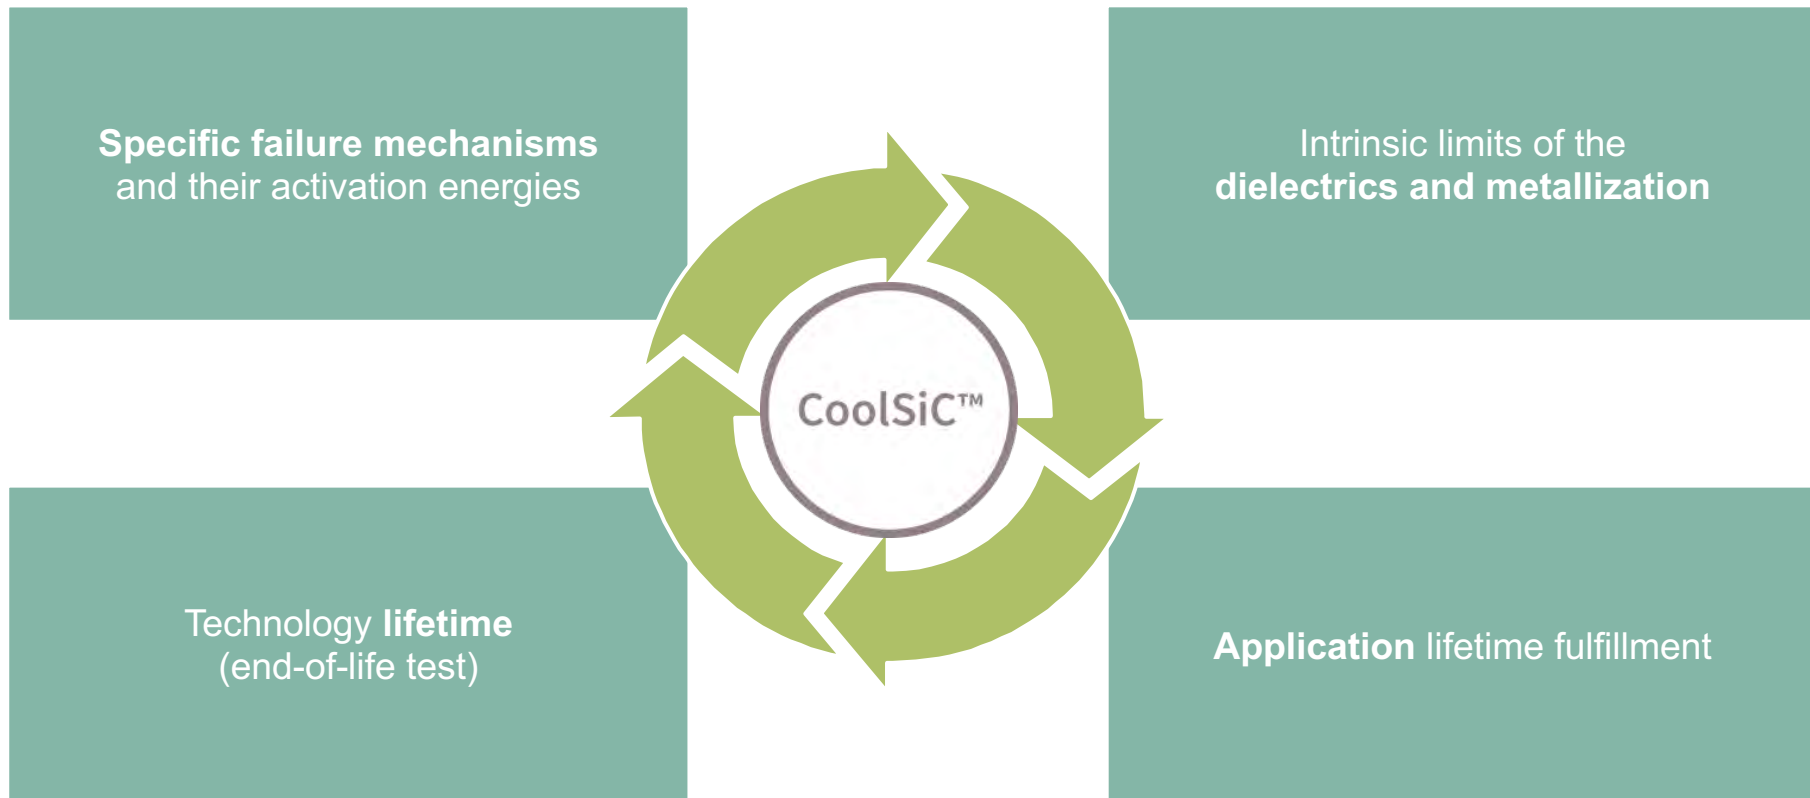 Specific failure mechanisms
and their activation energies
Intrinsic limits of the
dielectrics and metallization
CoolSiC™
Technology lifetime
(end-of-life test)
Application lifetime fulfillment